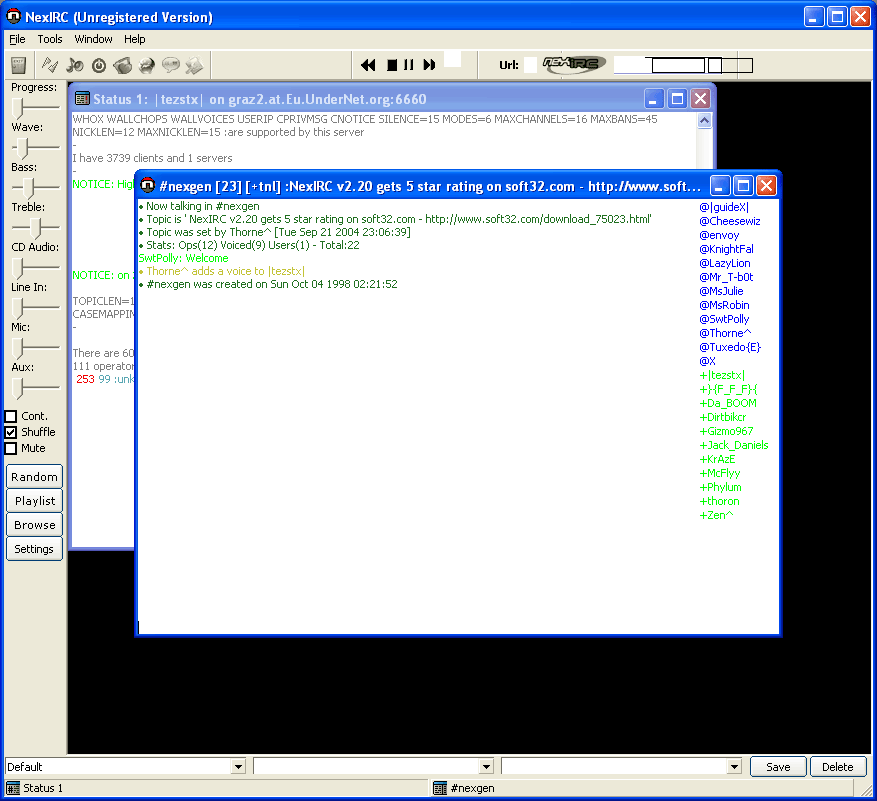 NexIRC (Unregistered Version)
File Tools Window Help
Url: NEXIRC
Progress:
Wave:
Bass:
Treble:
CD Audio:
Line In:
Mic:
Aux:
Cont.
Shuffle
Mute
Random
Playlist
Browse
Settings
Status 1: |tezstx| on graz2.at.Eu.UnderNet.org:6660
WHOX WALLCHOPS WALLVOICES USERIP CPRIVMSG CNOTICE SILENCE=15 MODES=6 MAXCHANNELS=16 MAXBANS=45
NICKLEN=12 MAXNICKLEN=15 :are supported by this server
-
I have 3739 clients and 1 servers
-
NOTICE: Hig
NOTICE: on
TOPICLEN=1
CASEMAPPIN
-
There are 60
111 operator
253 99 :unk
#nexgen [23] [+tnl] :NexIRC v2.20 gets 5 star rating on soft32.com - http://www.soft...
• Now talking in #nexgen
• Topic is ' NexIRC v2.20 gets 5 star rating on soft32.com - http://www.soft32.com/download_75023.html'
• Topic was set by Thorne^ [Tue Sep 21 2004 23:06:39]
• Stats: Ops(12) Voiced(9) Users(1) - Total:22
SwtPolly: Welcome
• Thorne^ adds a voice to |tezstx|
• #nexgen was created on Sun Oct 04 1998 02:21:52
@|guideX|
@Cheesewiz
@envoy
@KnightFal
@LazyLion
@Mr_T-b0t
@MsJulie
@MsRobin
@SwtPolly
@Thorne^
@Tuxedo{E}
@X
+|tezstx|
+}{F_F_F}{
+Da_BOOM
+Dirtbikcr
+Gizmo967
+Jack_Daniels
+KrAzE
+McFlyy
+Phylum
+thoron
+Zen^
Default
Save Delete
Status 1
#nexgen